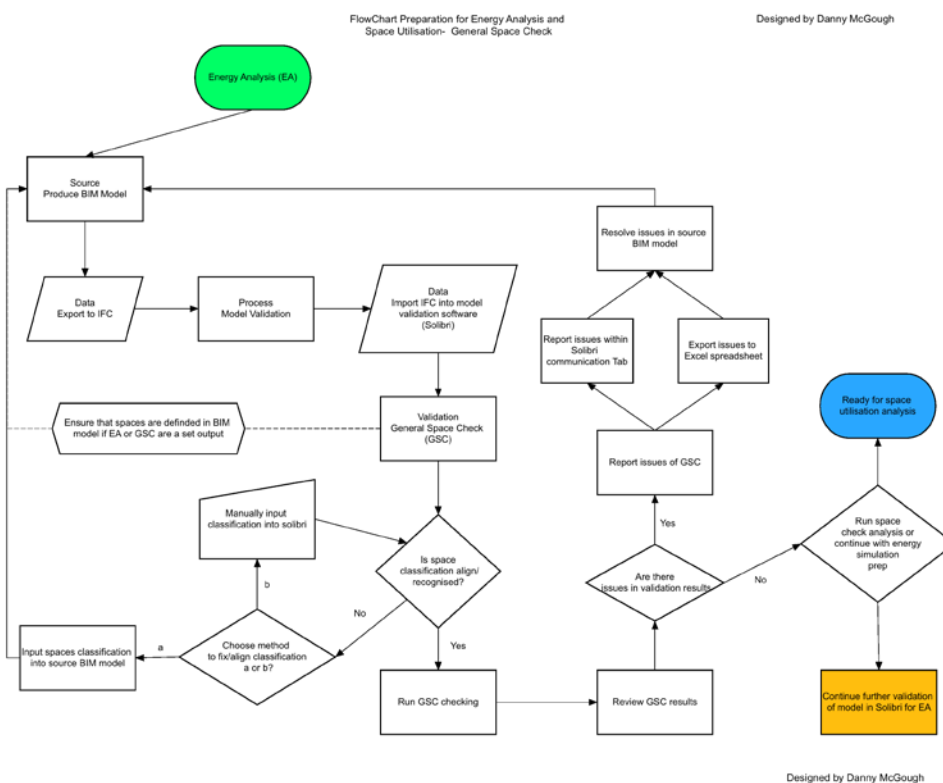 FlowChart Preparation for Energy Analysis and
Space Utilisation-  General Space Check
Designed by Danny McGough
Energy Analysis (EA)
Source
Produce BIM Model
Resolve issues in source
BIM model
Data
Export to IFC
Process
Model Validation
Data
Import IFC into model
validation software
(Solibri)
Report issues within
Solibri
communication Tab
Export issues to
Excel spreadsheet
Ready for space
utilisation analysis
Ensure that spaces are definded in BIM
model if EA or GSC are a set output
Validation
General Space Check
(GSC)
Report issues of GSC
Manually input
classification into solibri
Yes
Run space
check analysis or
continue with energy
simulation
prep
Is space
classification align/
recognised?
Are there
issues in validation results
No
b
No
Choose method
to fix/align classification
a or b?
a
Input spaces classification
into source BIM model
Yes
Run GSC checking
Review GSC results
Continue further validation
of model in Solibri for EA
Designed by Danny McGough